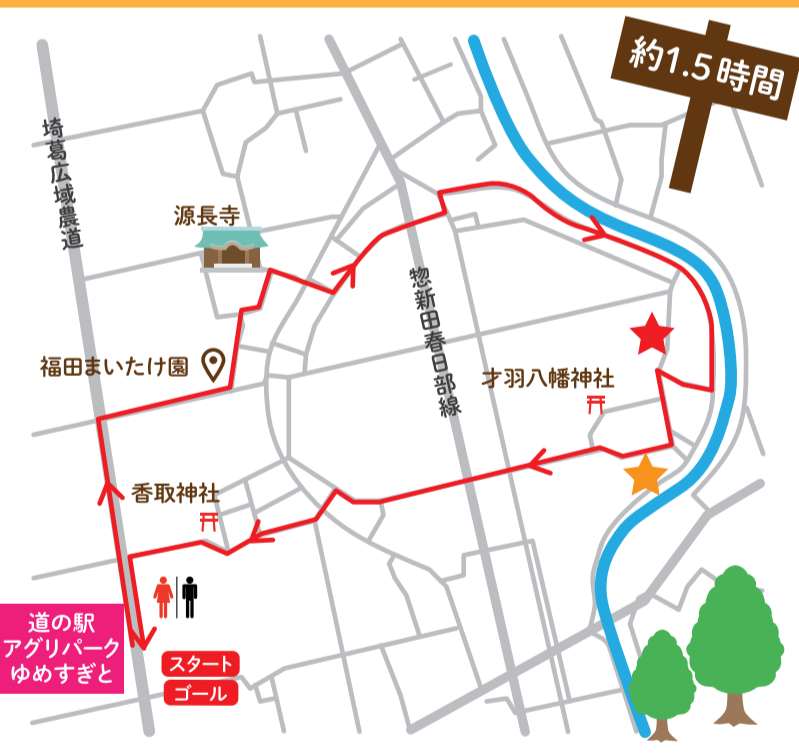 約1.5時間
埼葛広域農道
源長寺
惣新田春日部線
福田まいたけ園
才羽八幡神社
香取神社
道の駅
アグリパーク
ゆめすぎと
スタート
ゴール